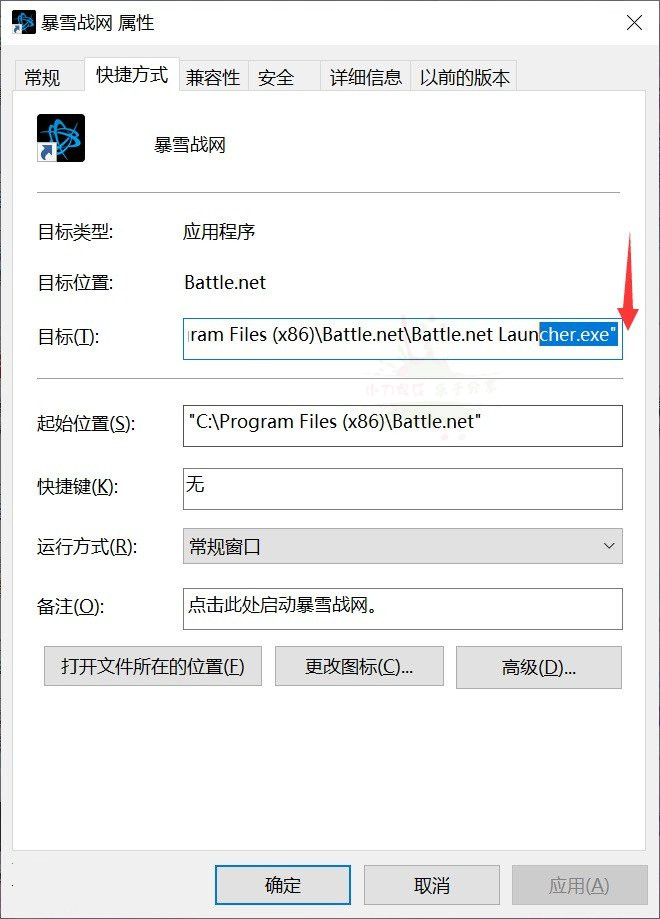 暴雪战网 属性
常规 快捷方式 兼容性 安全 详细信息 以前的版本
暴雪战网
目标类型: 应用程序
目标位置: Battle.net
目标(T): ram Files (x86)\Battle.net\Battle.net Launcher.exe"
起始位置(S): "C:\Program Files (x86)\Battle.net"
快捷键(K): 无
运行方式(R): 常规窗口
备注(O): 点击此处启动暴雪战网。
打开文件所在的位置(F) 更改图标(C)... 高级(D)...
确定 取消 应用(A)